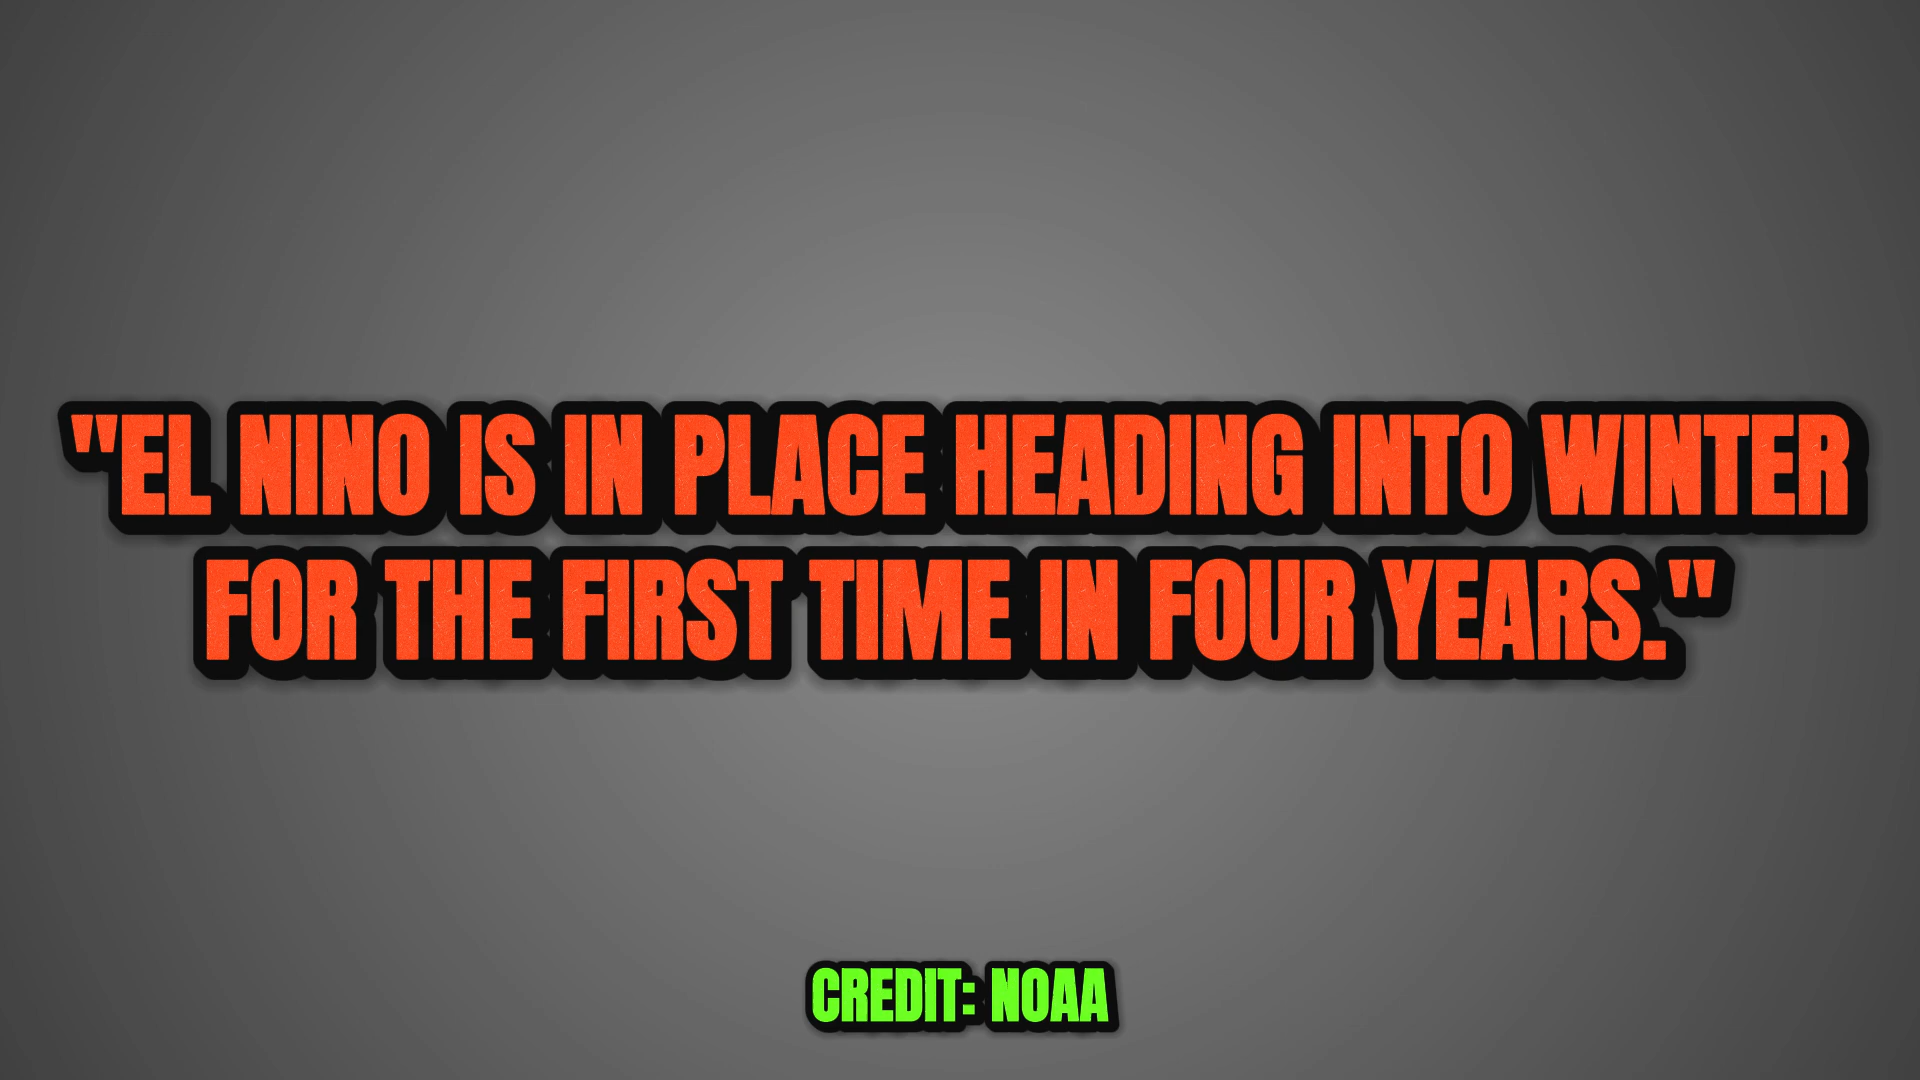 "EL NINO IS IN PLACE HEADING INTO WINTER
FOR THE FIRST TIME IN FOUR YEARS."
CREDIT: NOAA